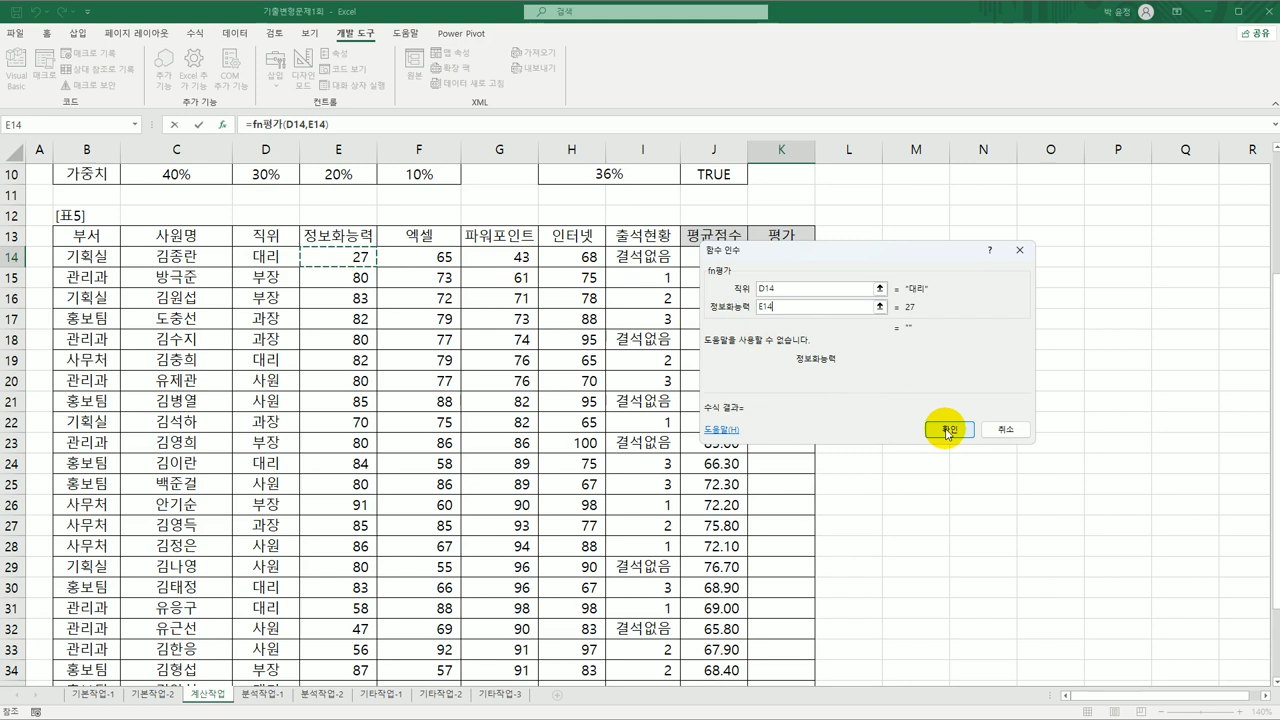 기출변형문제1회 - Excel
검색
박 윤정
파일 홈 삽입 페이지 레이아웃 수식 데이터 검토 보기 개발 도구 도움말 Power Pivot
공유
Visual Basic 매크로 매크로 기록 상대 참조로 기록 매크로 보안
추가 기능 Excel 추가 기능 COM 추가 기능
삽입 디자인 모드 속성 코드 보기 대화 상자 실행
원본 맵 속성 확장 팩 데이터 새로 고침 가져오기 내보내기
코드 추가 기능 컨트롤 XML
E14 =fn평가(D14,E14)
A B C D E F G H I J K L M N O P Q R
10 가중치 40% 30% 20% 10% 36% TRUE
11
12 [표5]
13 부서 사원명 직위 정보화능력 엑셀 파워포인트 인터넷 출석현황 평균점수 평가
14 기획실 김종란 대리 27 65 43 68 결석없음
15 관리과 방극준 부장 80 73 61 75 1
16 기획실 김원섭 부장 83 72 71 78 2
17 홍보팀 도충선 과장 82 79 73 88 3
18 관리과 김수지 과장 80 77 74 95 결석없음
19 사무처 김충희 대리 82 79 76 65 2
20 관리과 유제관 사원 80 77 76 70 3
21 홍보팀 김병열 사원 85 88 82 95 결석없음
22 기획실 김석하 과장 70 75 82 65 1
23 관리과 김영희 부장 80 86 86 100 결석없음
24 홍보팀 김이란 대리 84 58 89 75 3 66.30
25 홍보팀 백준걸 사원 80 86 89 67 3 72.30
26 사무처 안기순 부장 91 60 90 98 1 72.20
27 사무처 김영득 과장 85 85 93 77 2 75.80
28 사무처 김정은 사원 86 67 94 88 1 72.10
29 기획실 김나영 사원 80 55 96 90 결석없음 76.70
30 홍보팀 김태정 대리 83 66 96 67 3 68.90
31 관리과 유응구 대리 58 88 98 98 1 69.00
32 관리과 유근선 사원 47 69 90 83 결석없음 65.80
33 관리과 김한응 사원 56 92 91 97 2 67.90
34 홍보팀 김형섭 부장 87 57 91 83 2 68.40
함수 인수 ?
fn평가
직위 D14 = "대리"
정보화능력 E14 = 27
= ""
도움말을 사용할 수 없습니다.
정보화능력
수식 결과=
도움말(H) 확인 취소
기본작업-1 기본작업-2 계산작업 분석작업-1 분석작업-2 기타작업-1 기타작업-2 기타작업-3
참조 140%